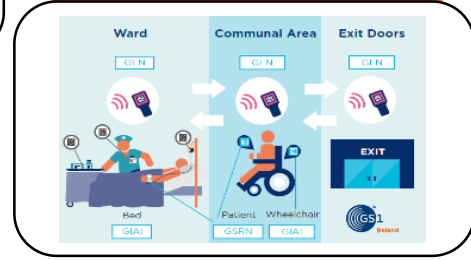 Ward Communal Area Exit Doors
GLN GLN GLN
EXIT
Bed Patient Wheelchair
GIAI GSRN GIAI
GS1
Ireland